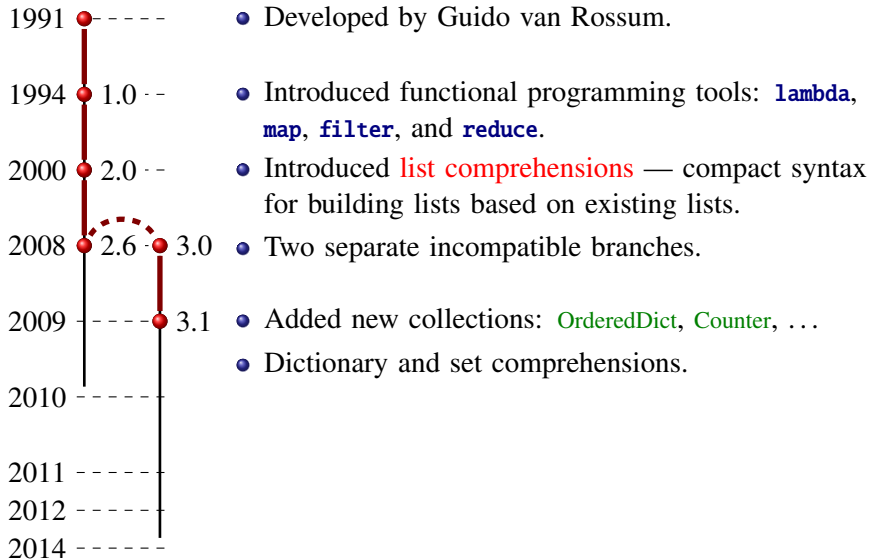 1991 Developed by Guido van Rossum.
1994 1.0 Introduced functional programming tools: lambda,
map, filter, and reduce.
2000 2.0 Introduced list comprehensions — compact syntax
for building lists based on existing lists.
2008 2.6 3.0 Two separate incompatible branches.
2009 3.1 Added new collections: OrderedDict, Counter, ...
Dictionary and set comprehensions.
2010
2011
2012
2014